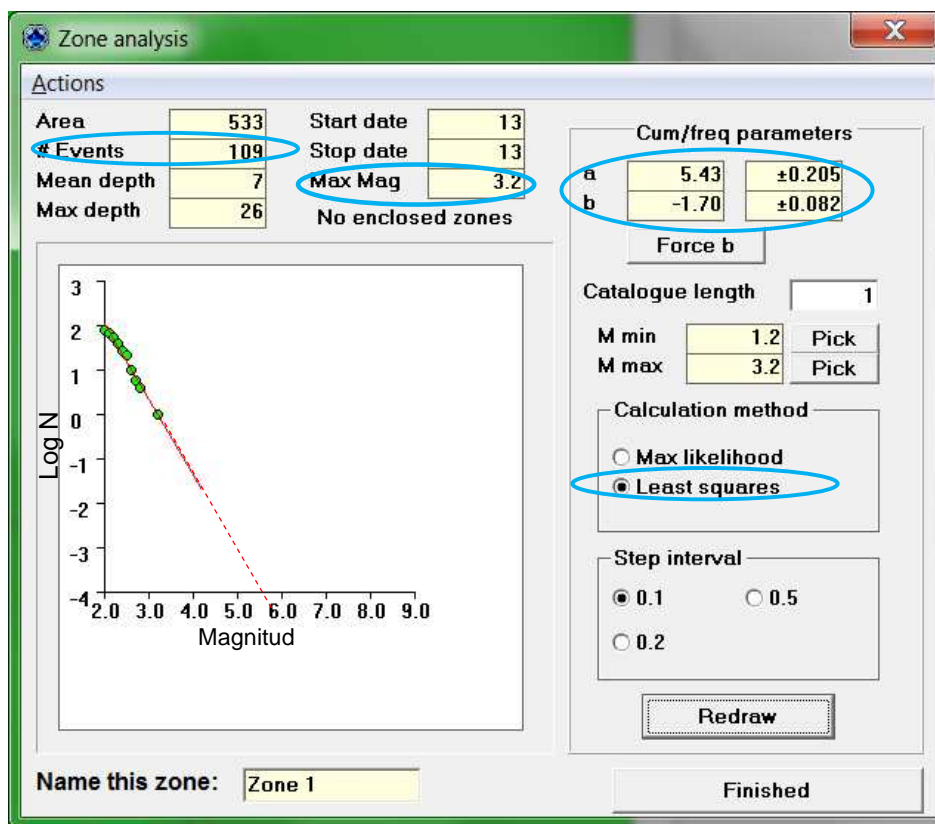 Zone analysis
X
Actions
Area 533
# Events 109
Mean depth 7
Max depth 26
Start date 13
Stop date 13
Max Mag 3.2
No enclosed zones
Cum/freq parameters
a 5.43 ±0.205
b -1.70 ±0.082
Force b
Catalogue length 1
M min 1.2 Pick
M max 3.2 Pick
Calculation method
Max likelihood
Least squares
Step interval
0.1 0.5
0.2
Redraw
Log N
3
2
1
0
-1
-2
-3
-4
2.0 3.0 4.0 5.0 6.0 7.0 8.0 9.0
Magnitud
Name this zone: Zone 1
Finished